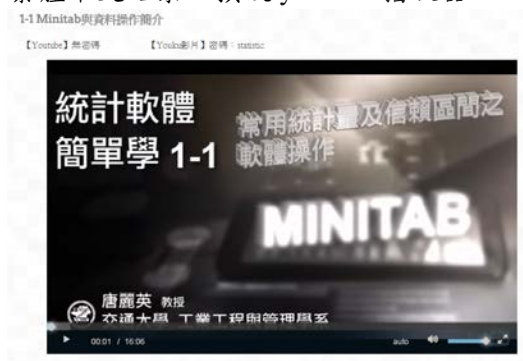 1-1 Minitab與資料操作簡介
【Youtube】無密碼 【Youku影片】密碼：statistic
統計軟體
簡單學 1-1
常用統計量及信賴區間之
軟體操作
MINITAB
唐麗英 教授
交通大學 工業工程與管理學系
00:01 / 16:06 auto